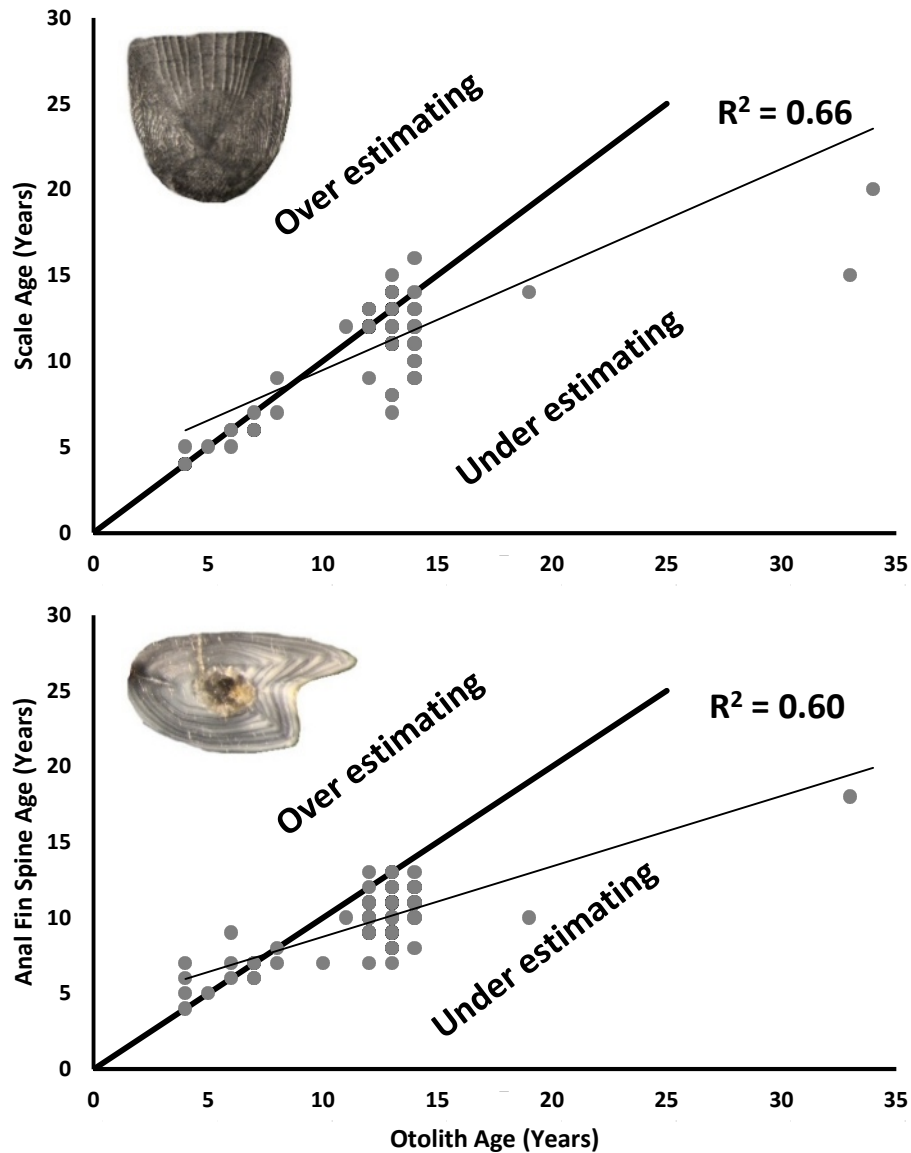 30
25
20
15
10
5
0
Scale Age (Years)
Over estimating
R² = 0.66
Under estimating
0 5 10 15 20 25 30 35
30
25
20
15
10
5
0
Anal Fin Spine Age (Years)
Over estimating
R² = 0.60
Under estimating
0 5 10 15 20 25 30 35
Otolith Age (Years)